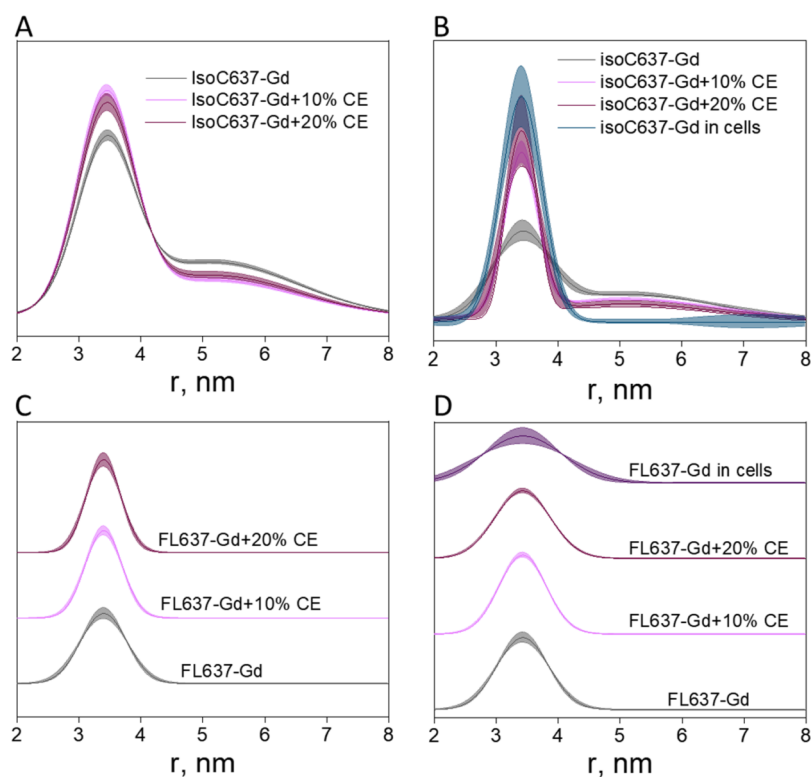 A
IsoC637-Gd
IsoC637-Gd+10% CE
IsoC637-Gd+20% CE
2 3 4 5 6 7 8
r, nm
B
isoC637-Gd
isoC637-Gd+10% CE
isoC637-Gd+20% CE
isoC637-Gd in cells
2 3 4 5 6 7 8
r, nm
C
FL637-Gd+20% CE
FL637-Gd+10% CE
FL637-Gd
2 3 4 5 6 7 8
r, nm
D
FL637-Gd in cells
FL637-Gd+20% CE
FL637-Gd+10% CE
FL637-Gd
2 3 4 5 6 7 8
r, nm